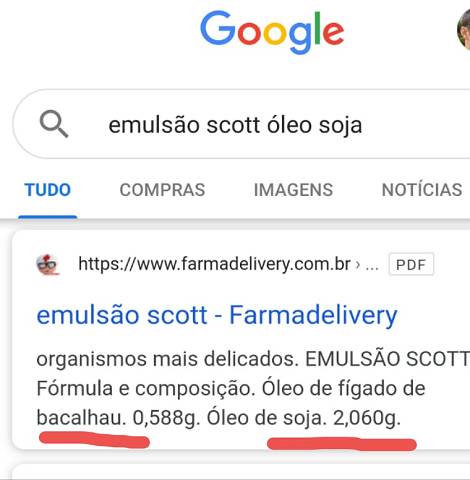 Google
emulsão scott óleo soja
TUDO COMPRAS IMAGENS NOTÍCIAS
https://www.farmadelivery.com.br › ... PDF
emulsão scott - Farmadelivery
organismos mais delicados. EMULSÃO SCOTT
Fórmula e composição. Óleo de fígado de
bacalhau. 0,588g. Óleo de soja. 2,060g.